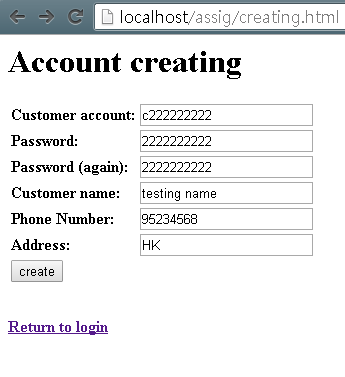 localhost/assig/creating.html
Account creating
Customer account: c222222222
Password: 2222222222
Password (again): 2222222222
Customer name: testing name
Phone Number: 95234568
Address: HK
create
Return to login